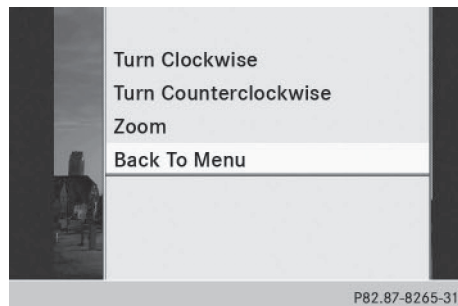 Turn Clockwise
Turn Counterclockwise
Zoom
Back To Menu
P82.87-8265-31